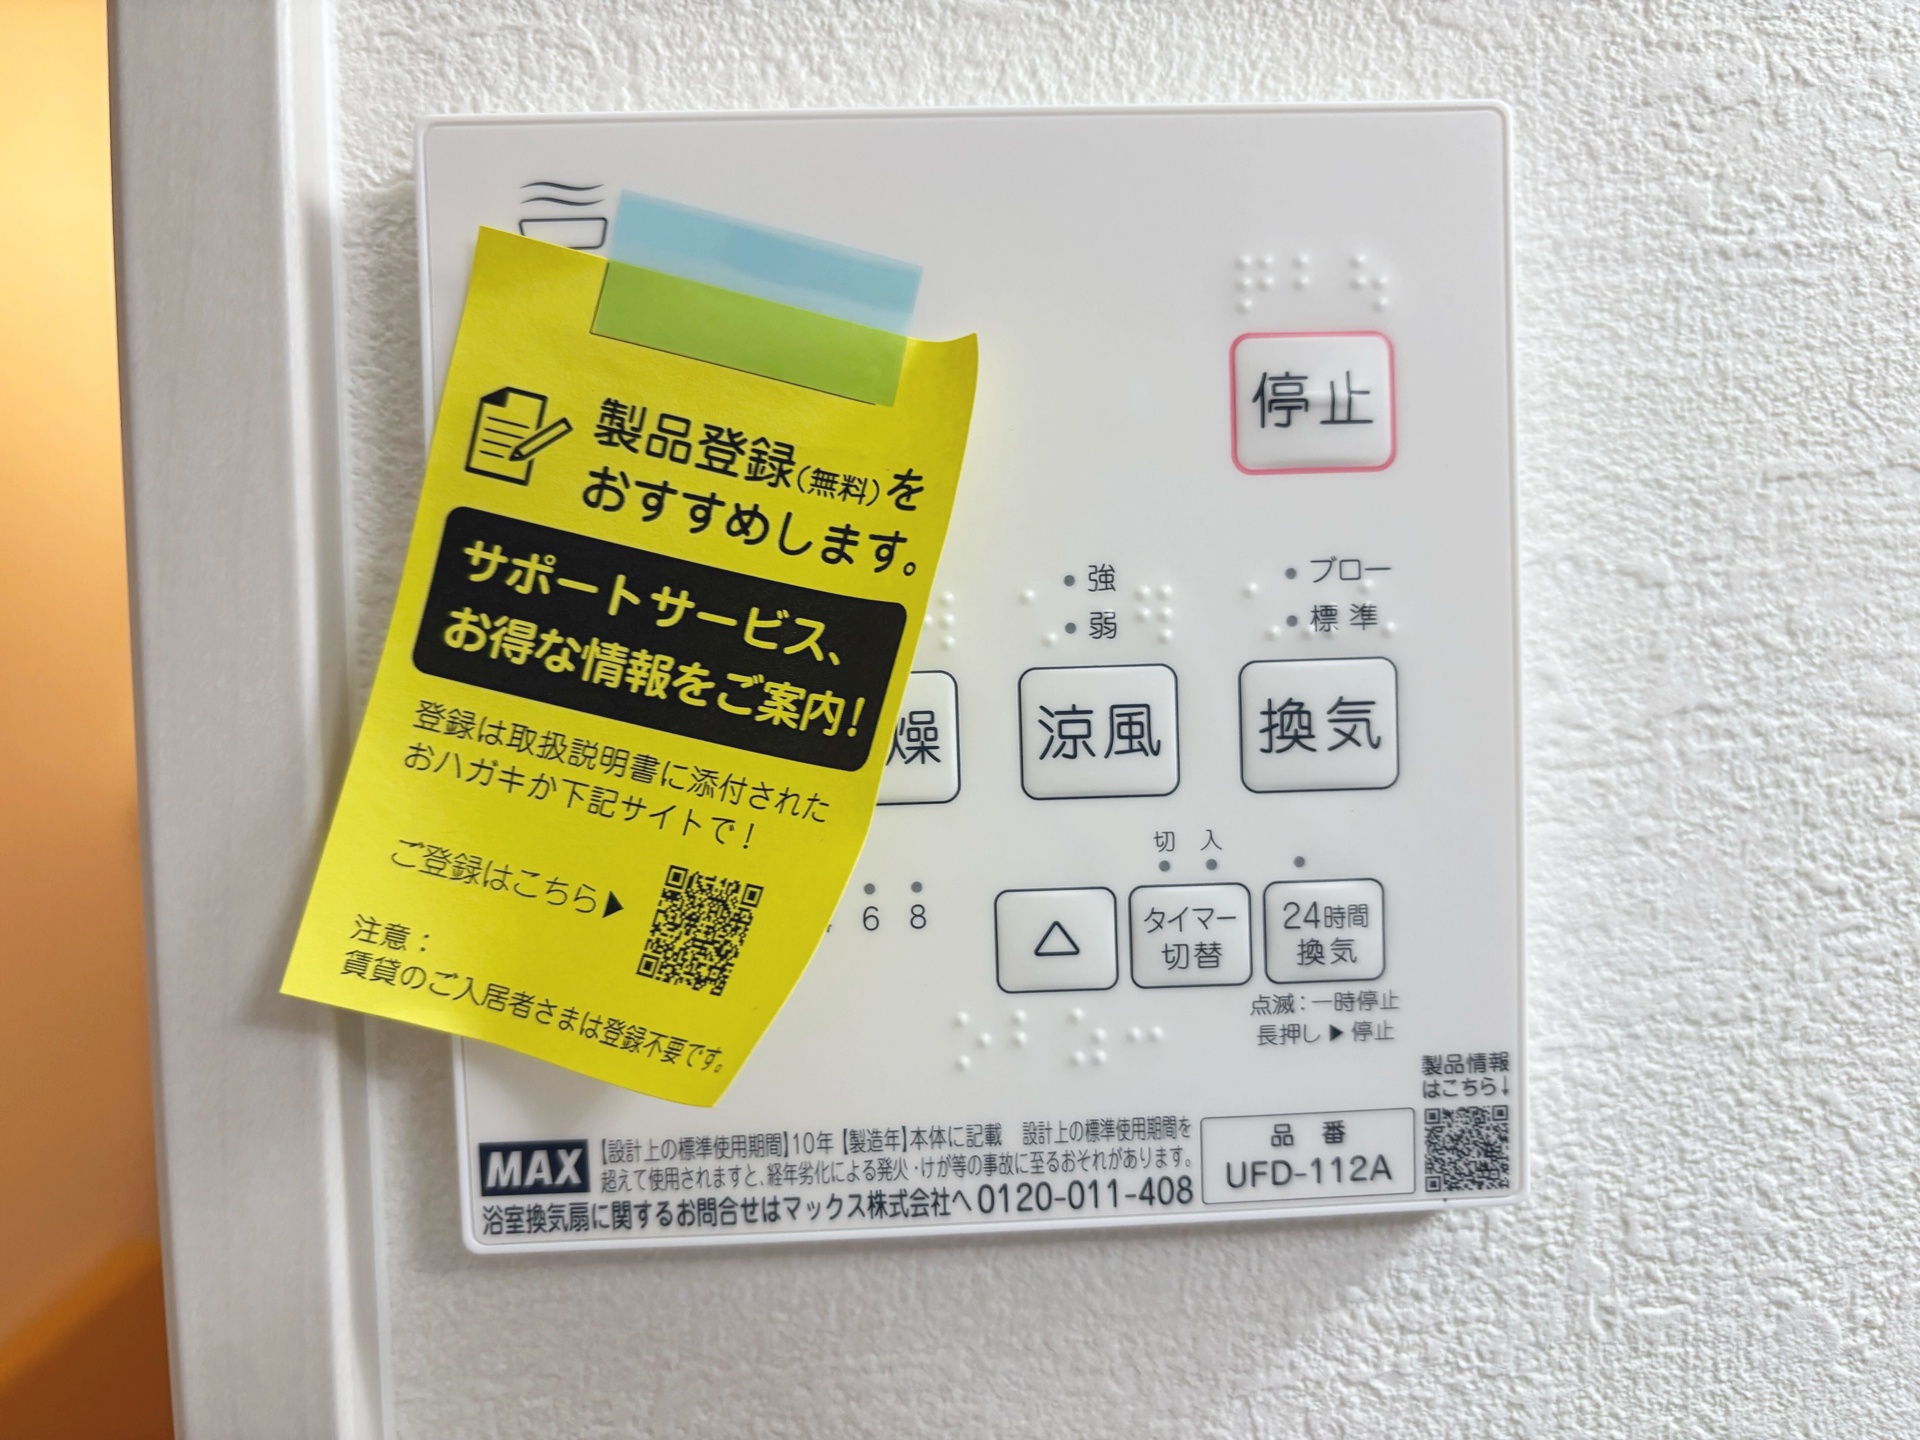 製品登録(無料)を
おすすめします。
サポートサービス、
お得な情報をご案内!
登録は取扱説明書に添付された
おハガキか下記サイトで!
ご登録はこちら▶
注意:
賃貸のご入居者さまは登録不要です。
停止
強
弱
ブロー
標準
燥
涼風
換気
6 8
切 入
△
タイマー
切替
24時間
換気
点滅:一時停止
長押し▶停止
製品情報
はこちら↓
MAX
【設計上の標準使用期間】10年【製造年】本体に記載 設計上の標準使用期間を
超えて使用されますと、経年劣化による発火・けが等の事故に至るおそれがあります。
浴室換気扇に関するお問合せはマックス株式会社へ 0120-011-408
品番
UFD-112A